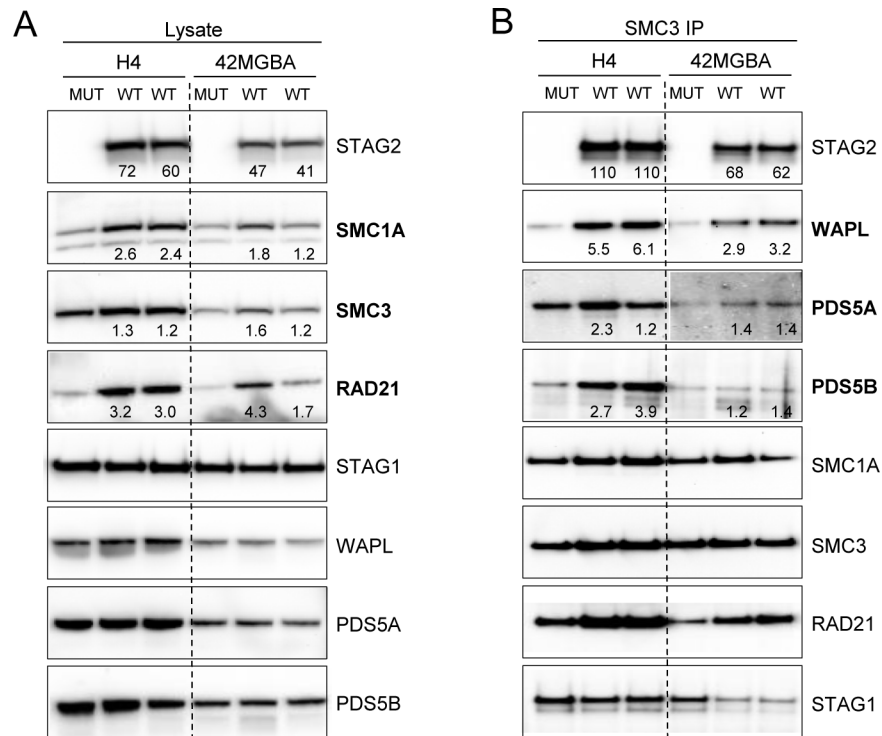 A
Lysate
H4 42MGBA
MUT WT WT MUT WT WT
STAG2
72 60 47 41
SMC1A
2.6 2.4 1.8 1.2
SMC3
1.3 1.2 1.6 1.2
RAD21
3.2 3.0 4.3 1.7
STAG1
WAPL
PDS5A
PDS5B
B
SMC3 IP
H4 42MGBA
MUT WT WT MUT WT WT
STAG2
110 110 68 62
WAPL
5.5 6.1 2.9 3.2
PDS5A
2.3 1.2 1.4 1.4
PDS5B
2.7 3.9 1.2 1.4
SMC1A
SMC3
RAD21
STAG1